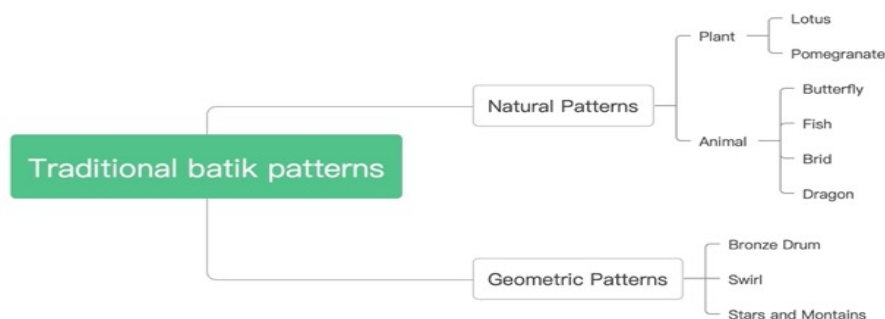 Traditional batik patterns
Natural Patterns
Plant
Lotus
Pomegranate
Animal
Butterfly
Fish
Brid
Dragon
Geometric Patterns
Bronze Drum
Swirl
Stars and Montains